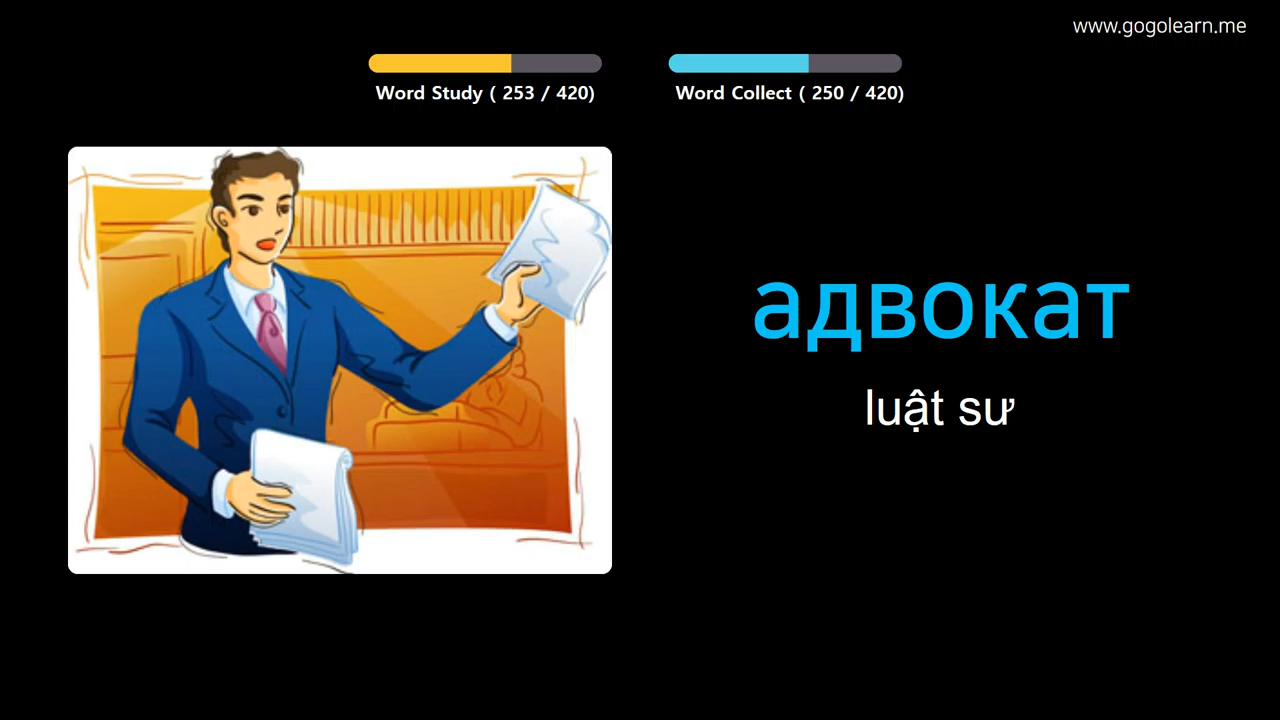 www.gogolearn.me
Word Study ( 253 / 420)
Word Collect ( 250 / 420)
адвокат
luật sư